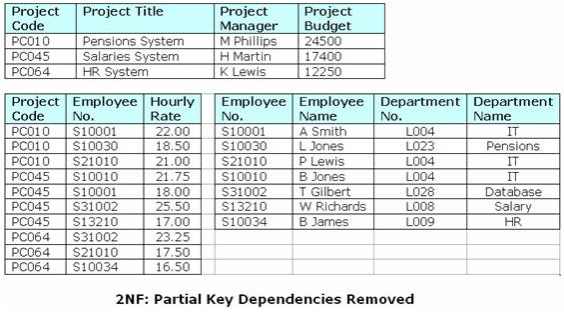 Project Code Project Title Project Manager Project Budget
PC010 Pensions System M Phillips 24500
PC045 Salaries System H Martin 17400
PC064 HR System K Lewis 12250
Project Code Employee No. Hourly Rate
PC010 S10001 22.00
PC010 S10030 18.50
PC010 S21010 21.00
PC045 S10010 21.75
PC045 S10001 18.00
PC045 S31002 25.50
PC045 S13210 17.00
PC064 S31002 23.25
PC064 S21010 17.50
PC064 S10034 16.50
Employee No. Employee Name Department No. Department Name
S10001 A Smith L004 IT
S10030 L Jones L023 Pensions
S21010 P Lewis L004 IT
S10010 B Jones L004 IT
S31002 T Gilbert L028 Database
S13210 W Richards L008 Salary
S10034 B James L009 HR
2NF: Partial Key Dependencies Removed